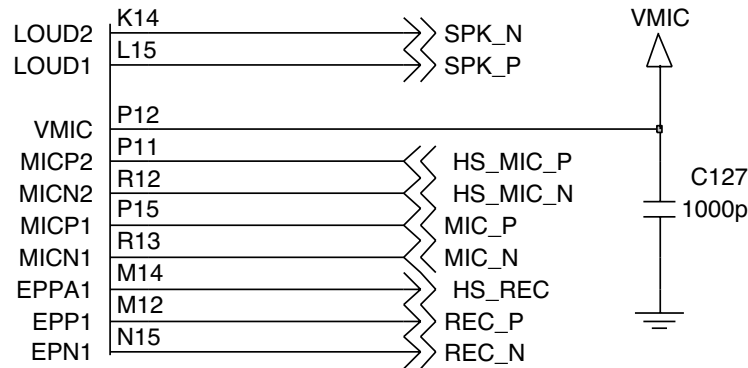 K14
LOUD2 SPK_N VMIC
L15
LOUD1 SPK_P
P12
VMIC
P11
MICP2 HS_MIC_P
R12
MICN2 HS_MIC_N C127
P15
MICP1 MIC_P 1000p
R13
MICN1 MIC_N
M14
EPPA1 HS_REC
M12
EPP1 REC_P
N15
EPN1 REC_N